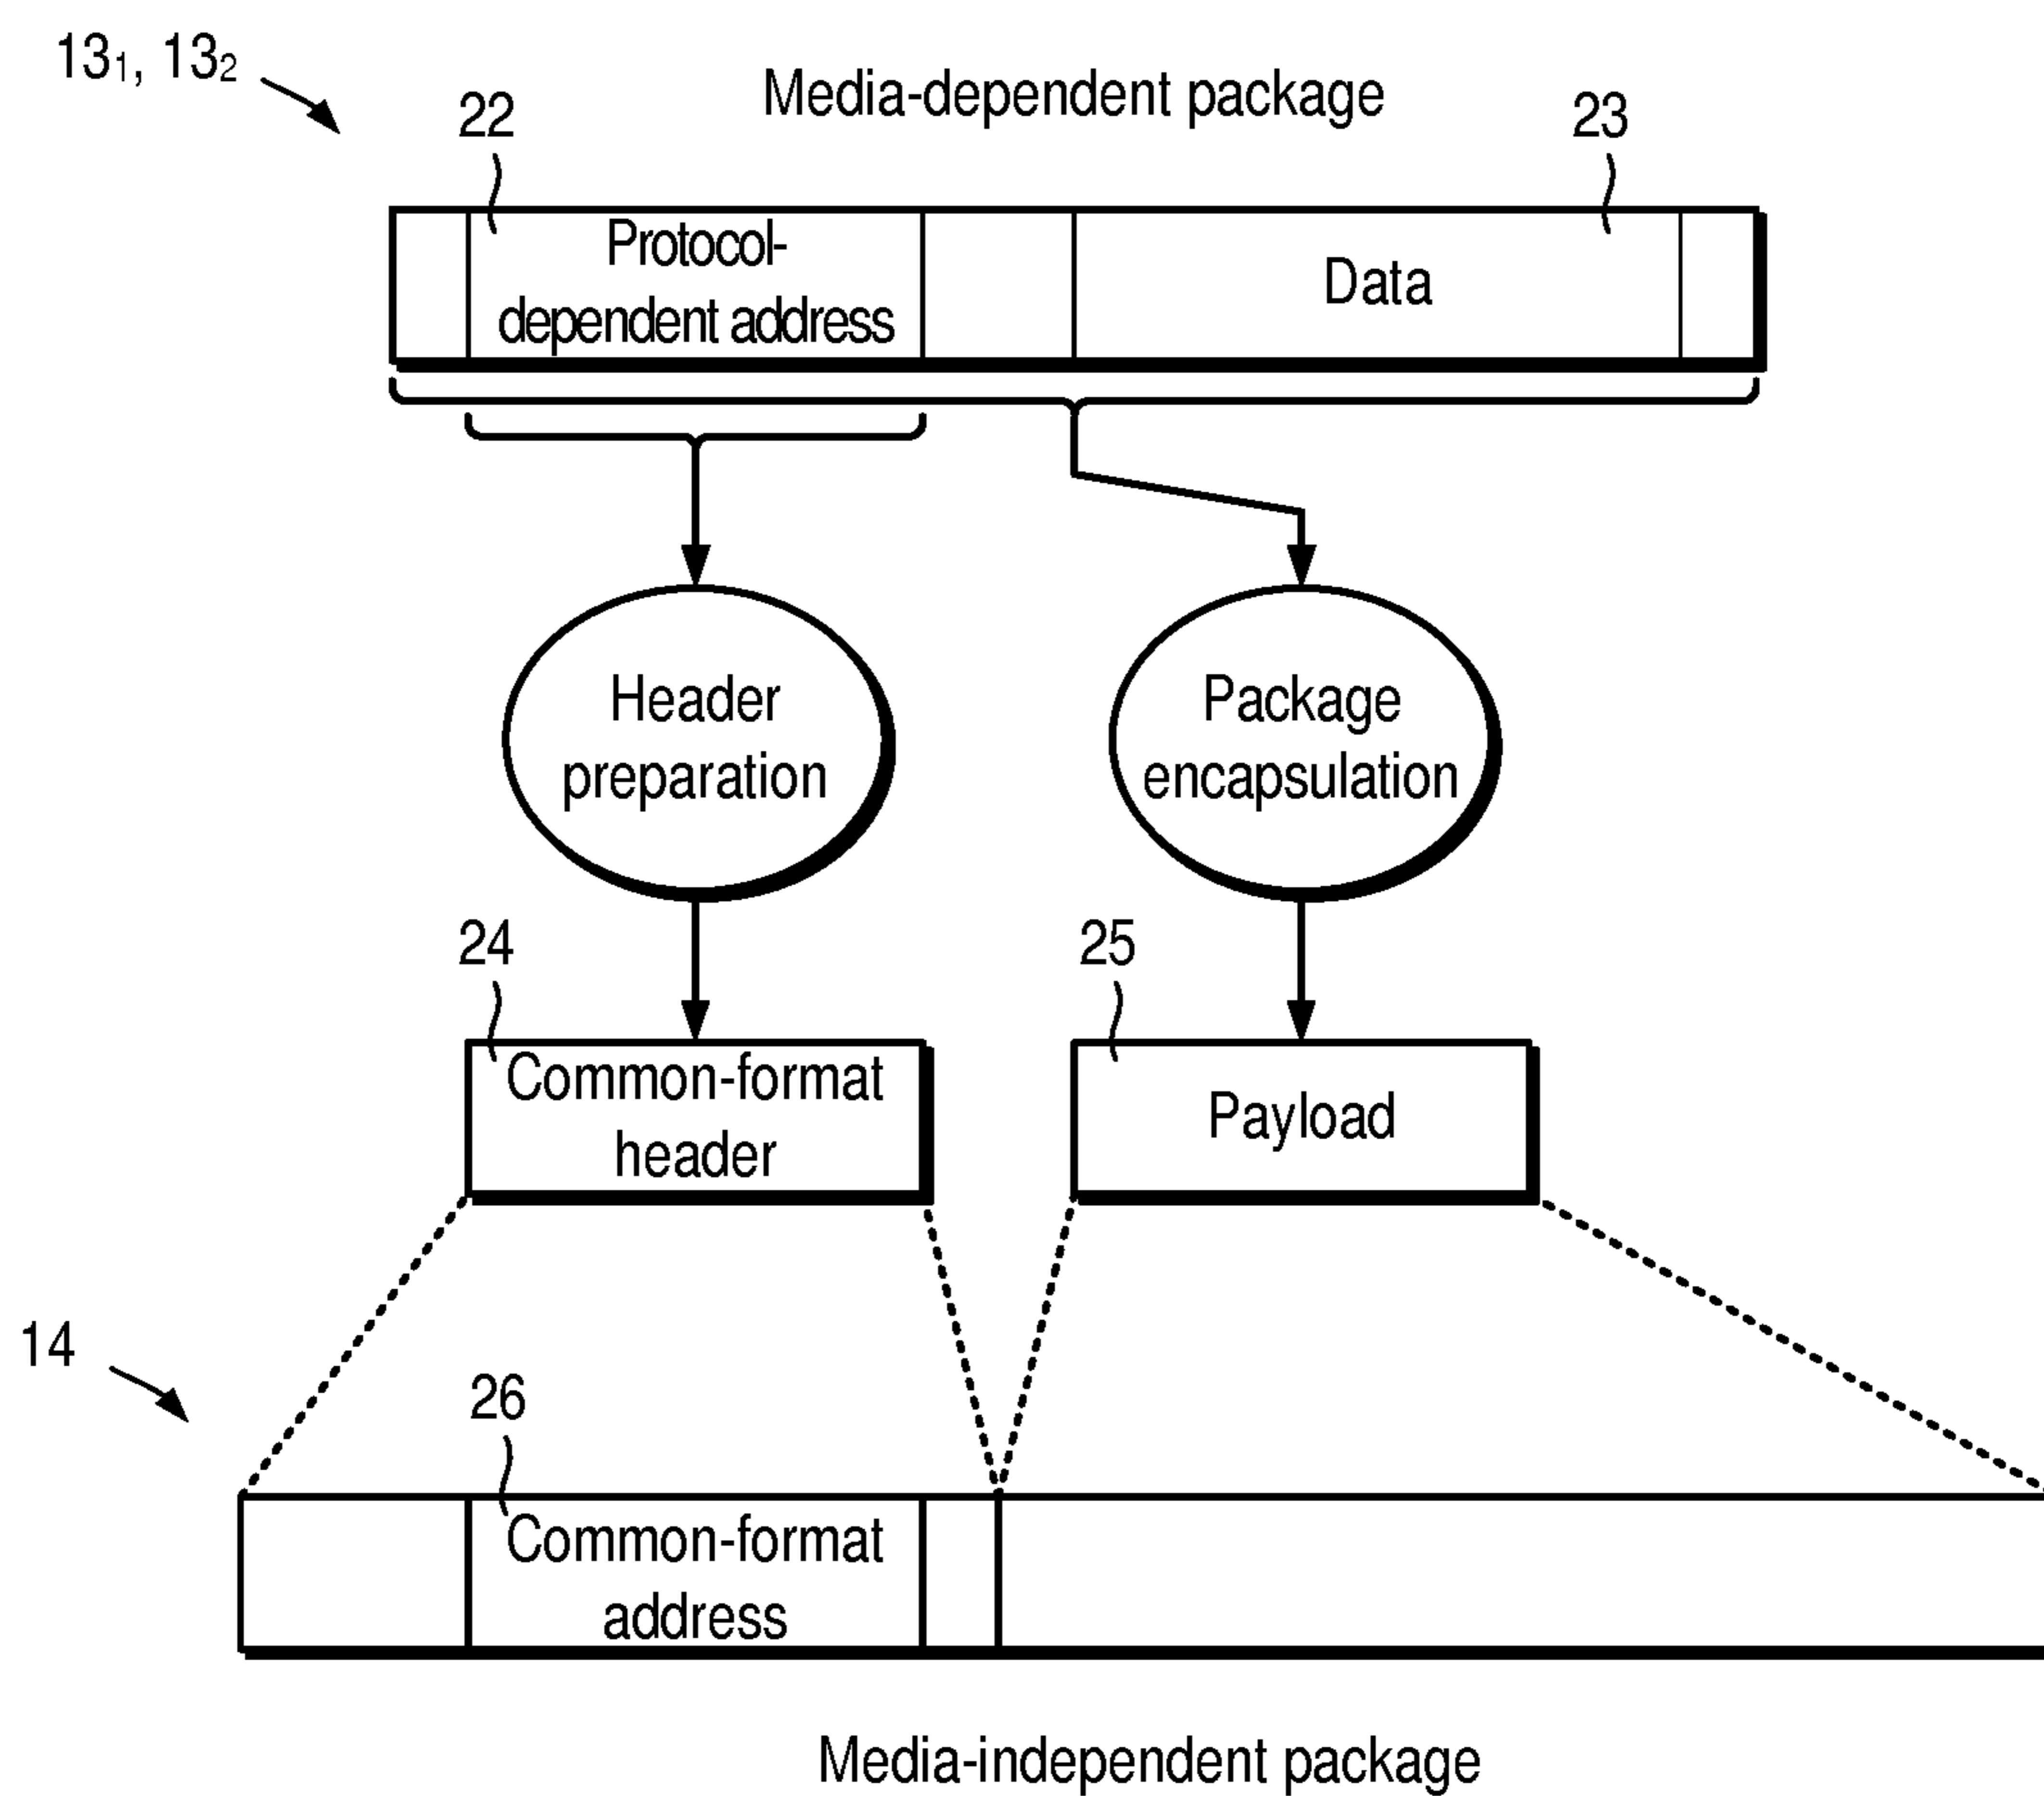 13₁, 13₂
Media-dependent package
22
23
Protocol-
dependent address
Data
Header
preparation
Package
encapsulation
24
25
Common-format
header
Payload
14
26
Common-format
address
Media-independent package